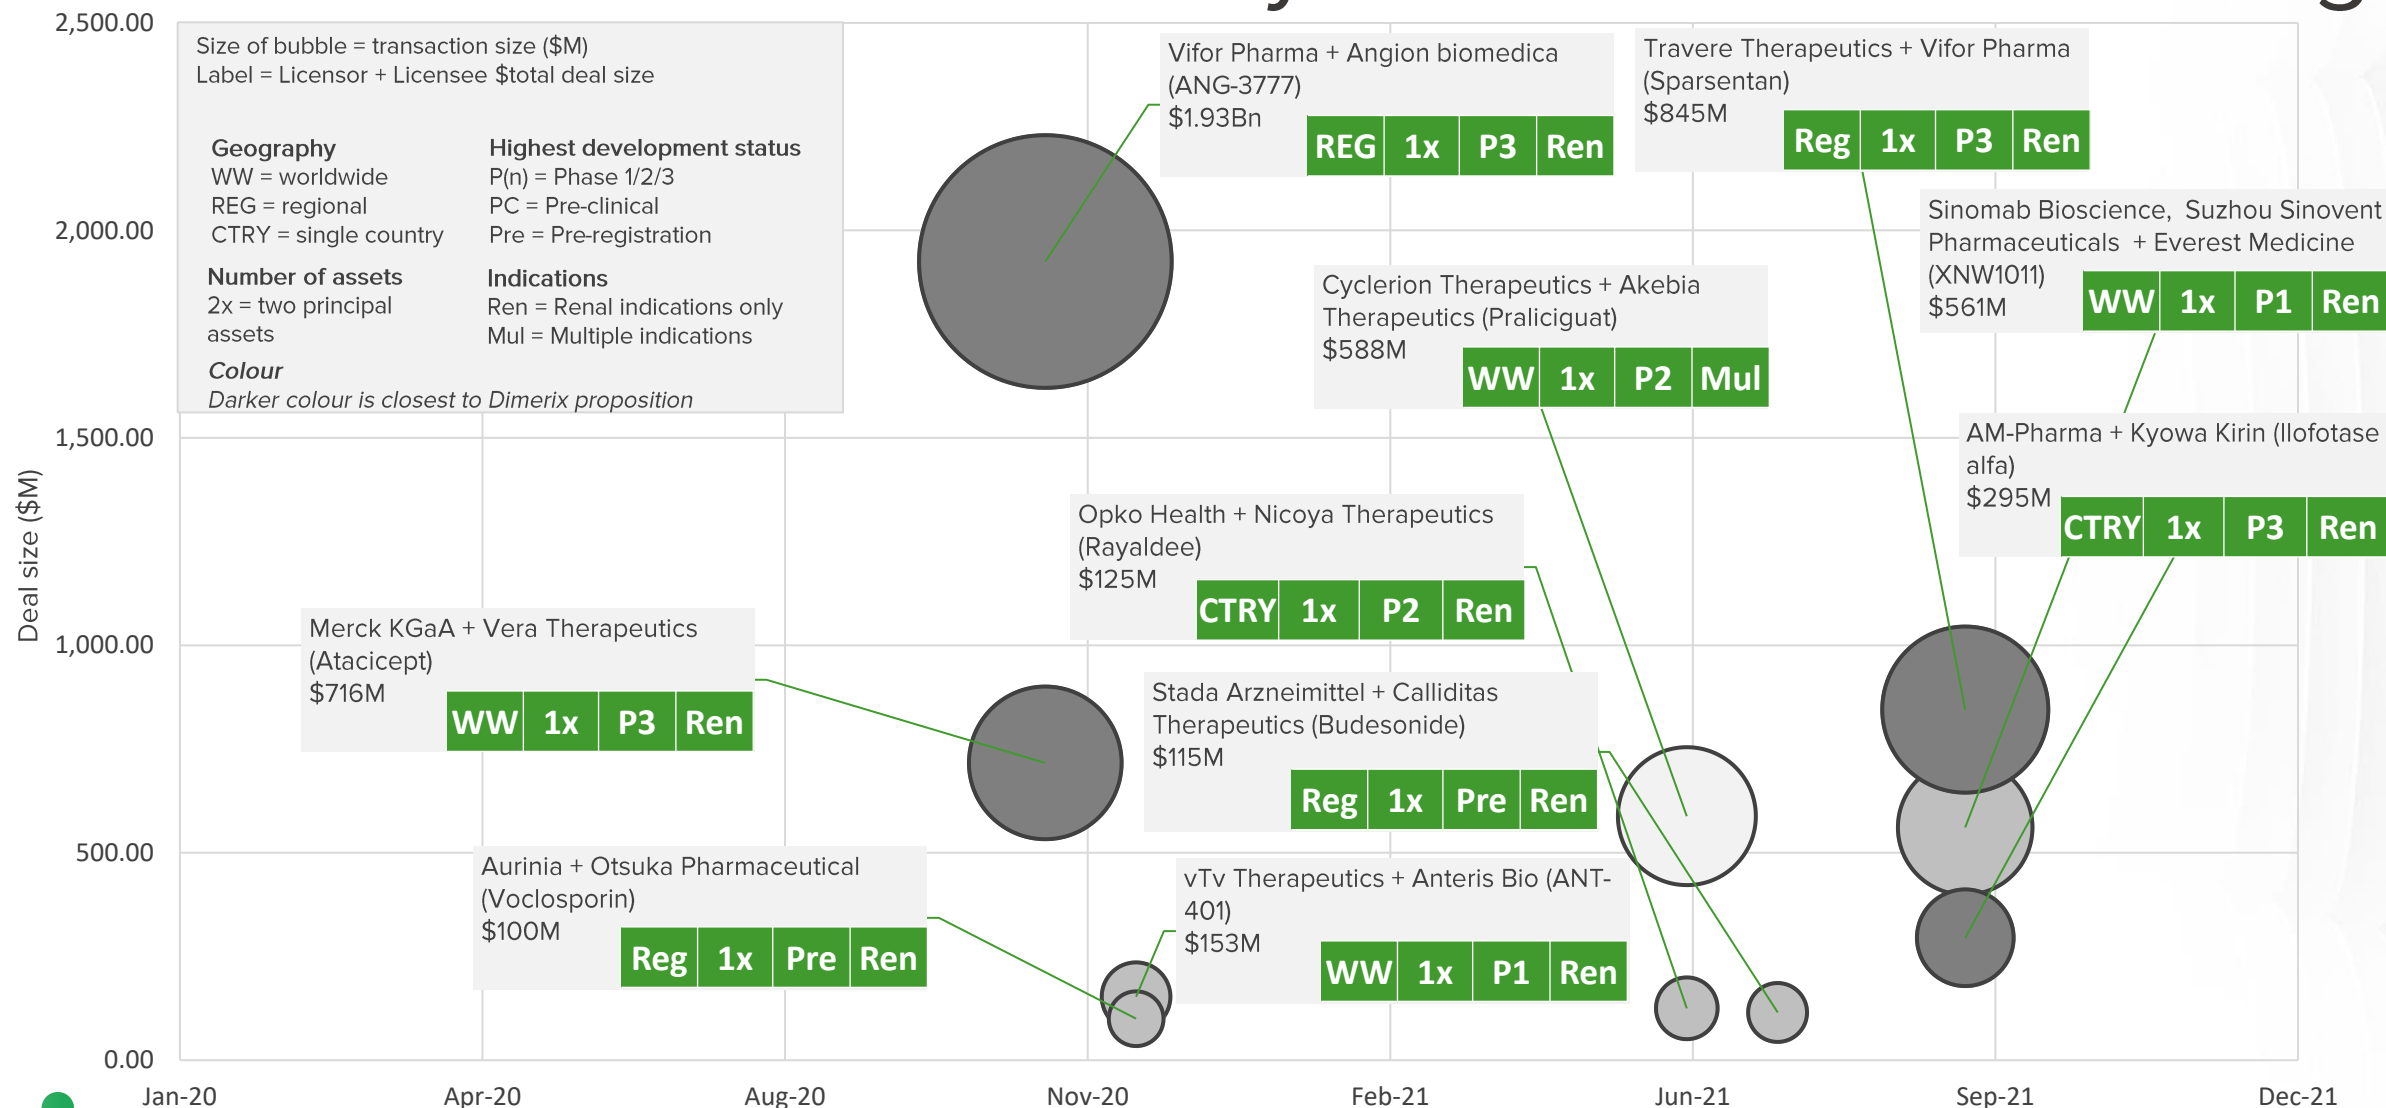 2,500.00
2,000.00
1,500.00
1,000.00
500.00
0.00
Deal size ($M)
Size of bubble = transaction size ($M)
Label = Licensor + Licensee $total deal size
Geography
WW = worldwide
REG = regional
CTRY = single country
Highest development status
P(n) = Phase 1/2/3
PC = Pre-clinical
Pre = Pre-registration
Number of assets
2x = two principal
assets
Indications
Ren = Renal indications only
Mul = Multiple indications
Colour
Darker colour is closest to Dimerix proposition
Vifor Pharma + Angion biomedica
(ANG-3777)
$1.93Bn
REG 1x P3 Ren
Travere Therapeutics + Vifor Pharma
(Sparsentan)
$845M
Reg 1x P3 Ren
Sinomab Bioscience, Suzhou Sinovent
Pharmaceuticals + Everest Medicine
(XNW1011)
$561M
WW 1x P1 Ren
Cyclerion Therapeutics + Akebia
Therapeutics (Praliciguat)
$588M
WW 1x P2 Mul
AM-Pharma + Kyowa Kirin (Ilofotase
alfa)
$295M
CTRY 1x P3 Ren
Opko Health + Nicoya Therapeutics
(Rayaldee)
$125M
CTRY 1x P2 Ren
Merck KGaA + Vera Therapeutics
(Atacicept)
$716M
WW 1x P3 Ren
Stada Arzneimittel + Calliditas
Therapeutics (Budesonide)
$115M
Reg 1x Pre Ren
Aurinia + Otsuka Pharmaceutical
(Voclosporin)
$100M
Reg 1x Pre Ren
vTv Therapeutics + Anteris Bio (ANT-
401)
$153M
WW 1x P1 Ren
Jan-20 Apr-20 Aug-20 Nov-20 Feb-21 Jun-21 Sep-21 Dec-21